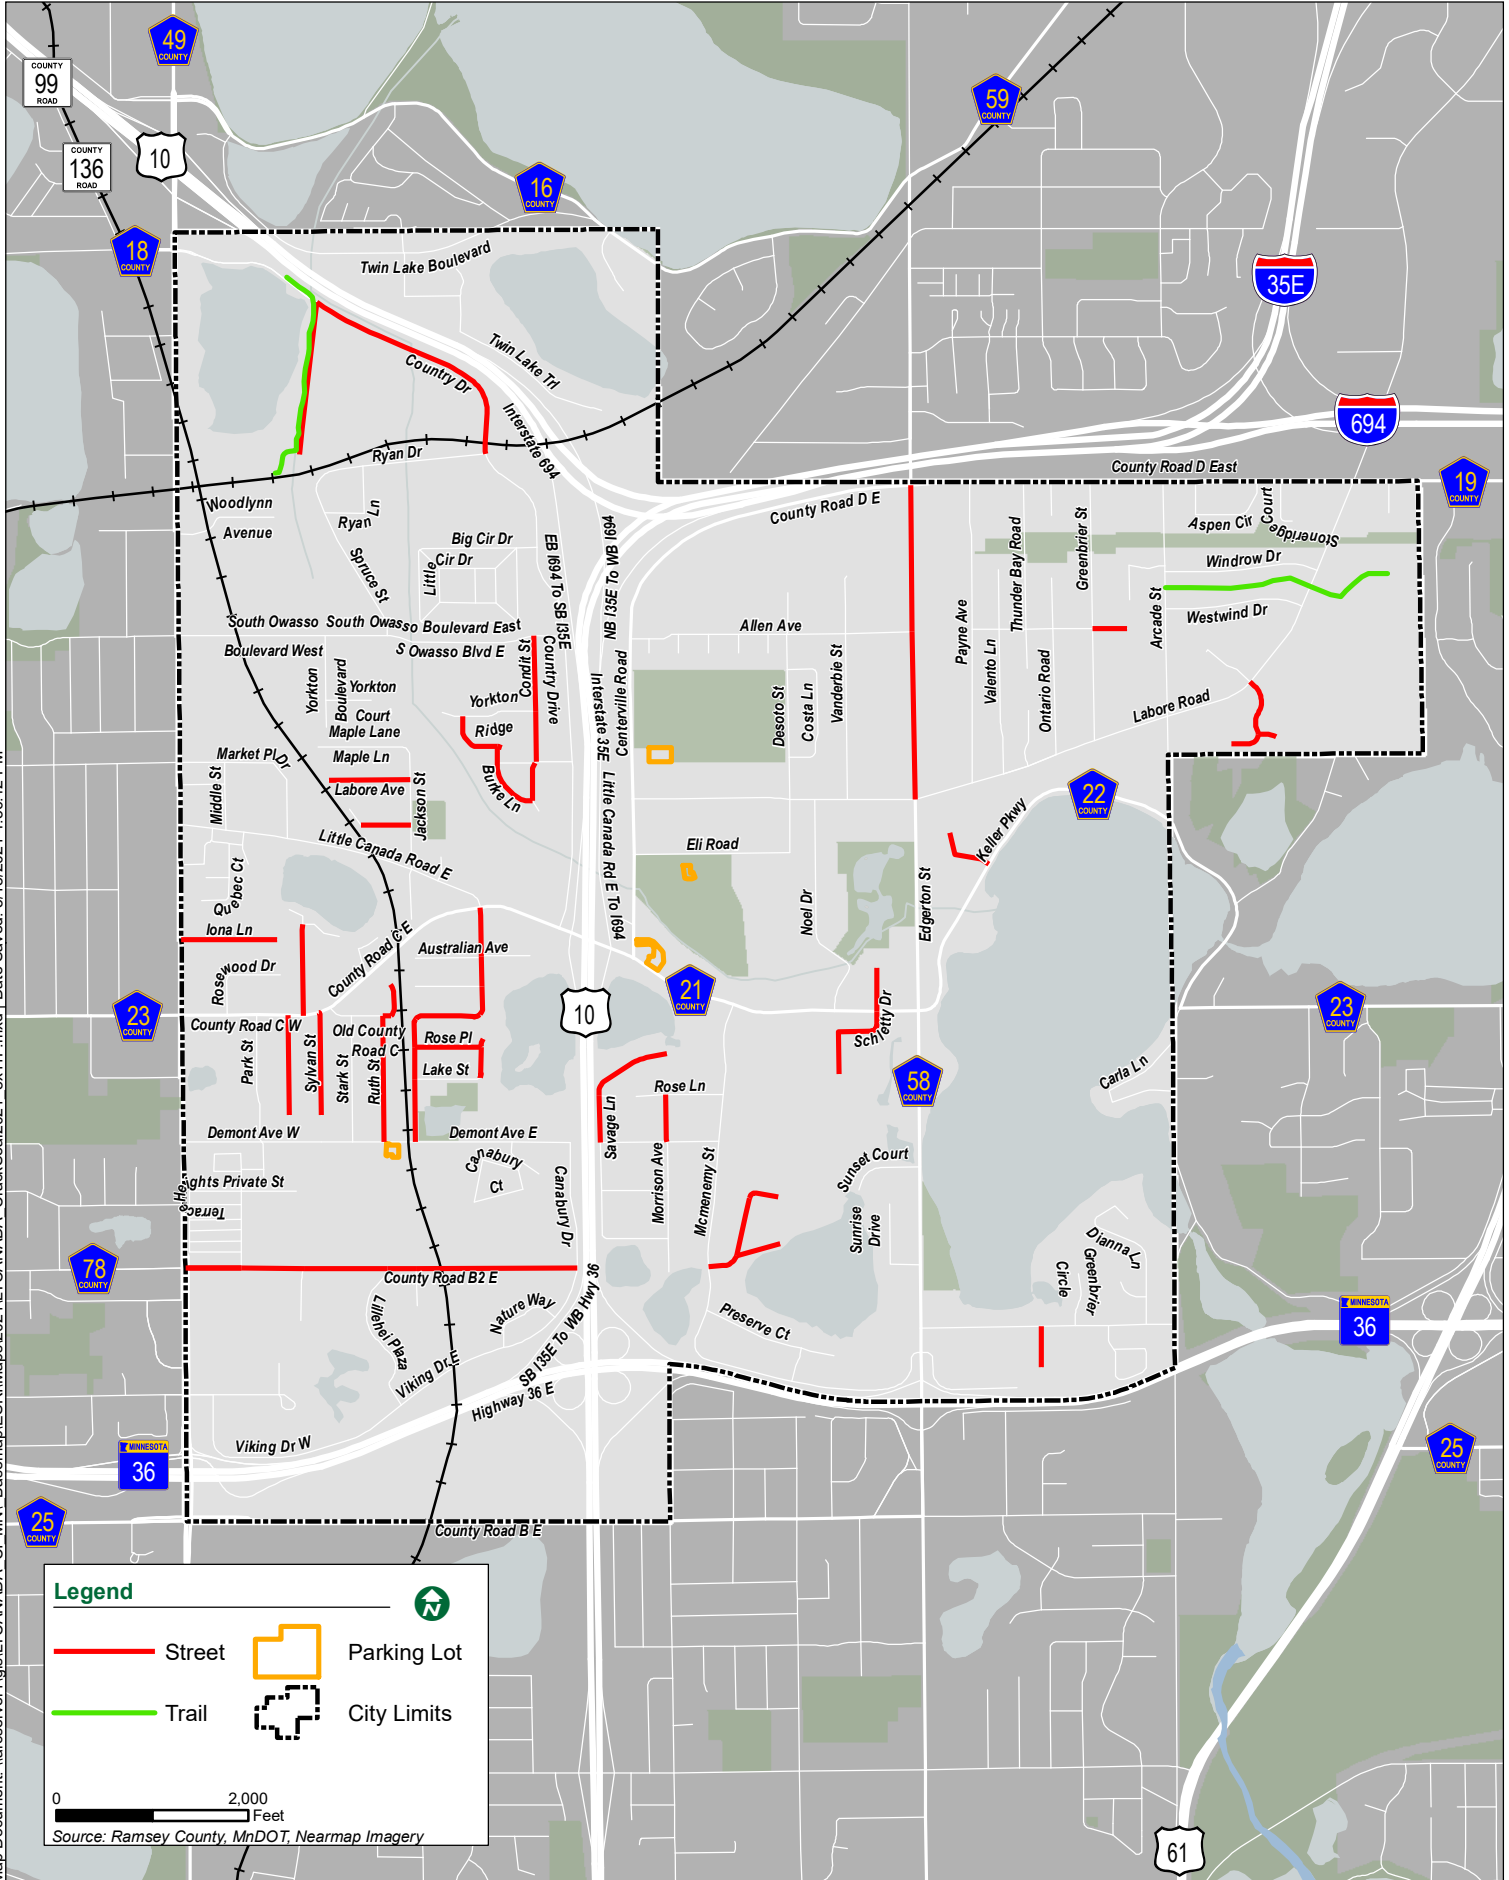 49
COUNTY
COUNTY
99
ROAD
59
COUNTY
10
COUNTY
136
ROAD
16
COUNTY
18
COUNTY
Twin Lake Boulevard
35E
Twin Lake Trl
Country Dr
Interstate 694
694
Ryan Dr
County Road D East
19
COUNTY
Woodlynn
Avenue
Ryan Ln
County Road D E
Aspen Cir
Court
Stoneridge
Big Cir Dr
Little
Cir Dr
Spruce St
EB I694 To SB I35E
NB I35E To WB I694
Thunder Bay Road
Greenbrier St
Windrow Dr
Westwind Dr
Arcade St
South Owasso
South Owasso Boulevard East
Boulevard West
S Owasso Blvd E
Allen Ave
Payne Ave
Valento Ln
Ontario Road
Condit St
Country Drive
Interstate 35E
Centerville Road
Desoto St
Costa Ln
Vanderbie St
Yorkton
Boulevard
Yorkton
Court
Yorkton
Ridge
Labore Road
Maple Lane
Market Pl Dr
Maple Ln
Middle St
Labore Ave
Jackson St
Burke Ln
Little Canada Rd E To I694
22
COUNTY
Keller Pkwy
Little Canada Road E
Eli Road
Quebec Ct
Noel Dr
Edgerton St
Iona Ln
County Road C E
Australian Ave
Rosewood Dr
21
COUNTY
10
23
COUNTY
County Road C W
Old County
Road C
Rose Pl
Schletty Dr
23
COUNTY
Park St
Sylvan St
Stark St
Ruth St
Lake St
58
COUNTY
Carla Ln
Rose Ln
Savage Ln
Demont Ave W
Demont Ave E
Canabury
Ct
Canabury Dr
Morrison Ave
Mcmenemy St
Sunset Court
Sunrise
Drive
Terrace
ghts Private St
78
COUNTY
County Road B2 E
Dianna Ln
Greenbrier
Circle
Lillehei Plaza
Nature Way
SB I35E To WB Hwy 36
Preserve Ct
MINNESOTA
36
Viking Dr E
Highway 36 E
Viking Dr W
MINNESOTA
36
25
COUNTY
25
COUNTY
County Road B E
Legend
N
Street
Parking Lot
Trail
City Limits
0
2,000
Feet
Source: Ramsey County, MnDOT, Nearmap Imagery
61